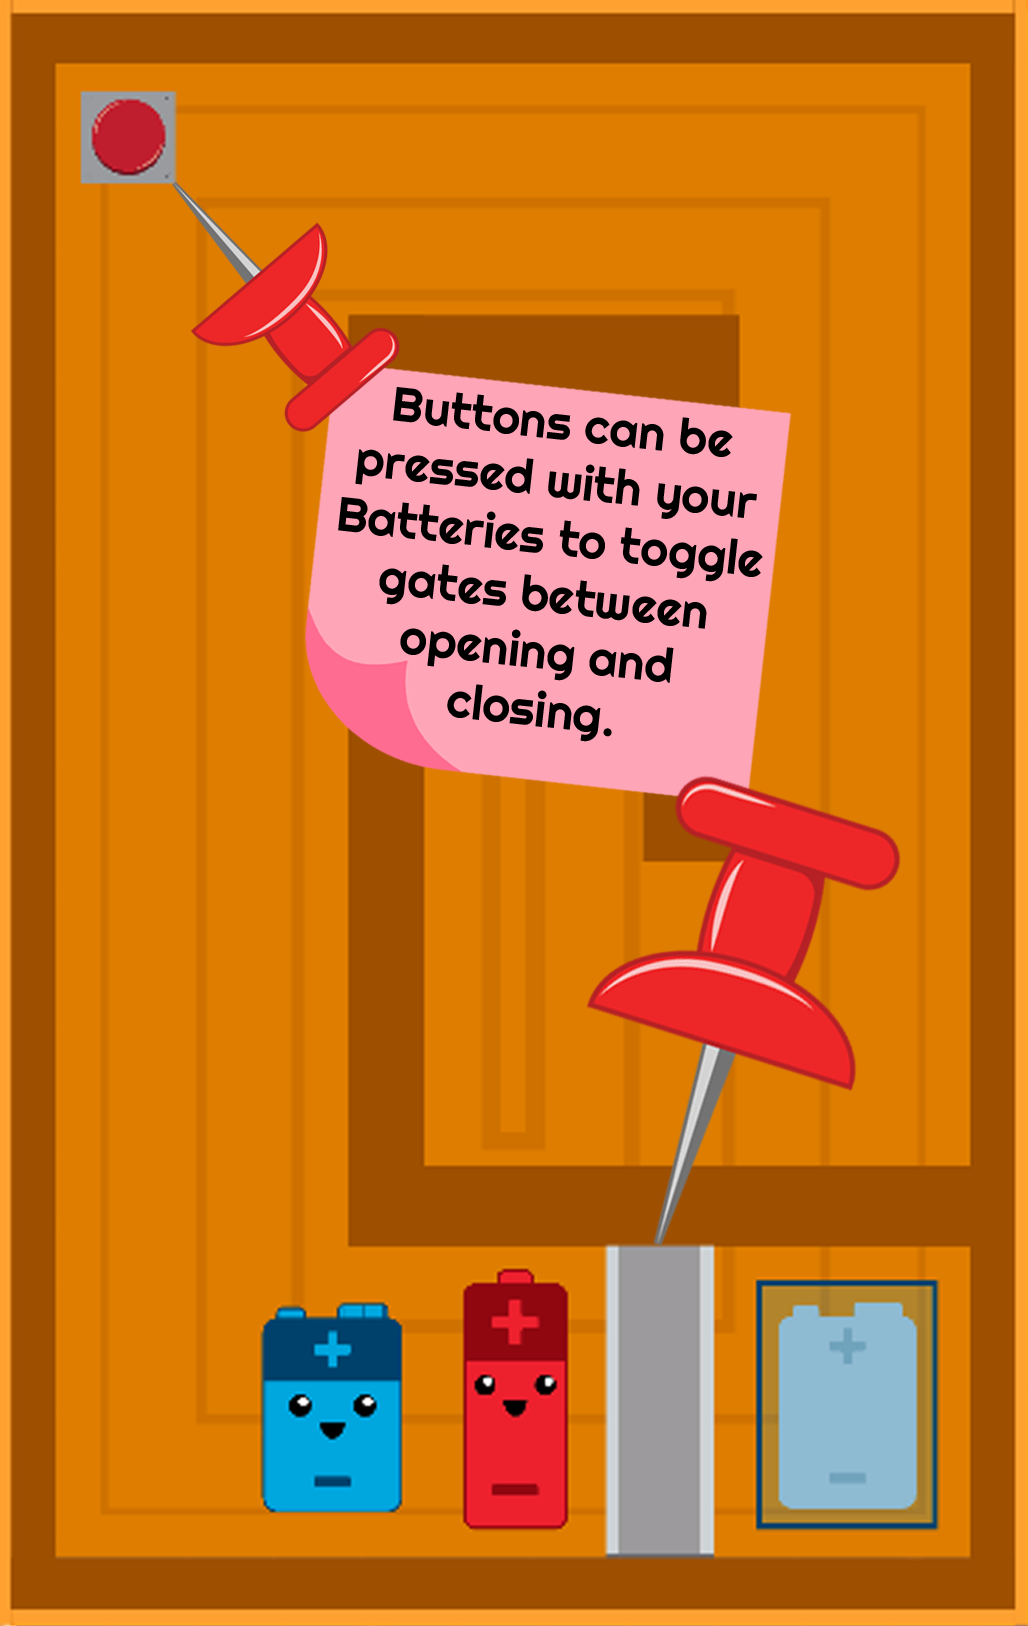 Buttons can be
pressed with your
Batteries to toggle
gates between
opening and
closing.